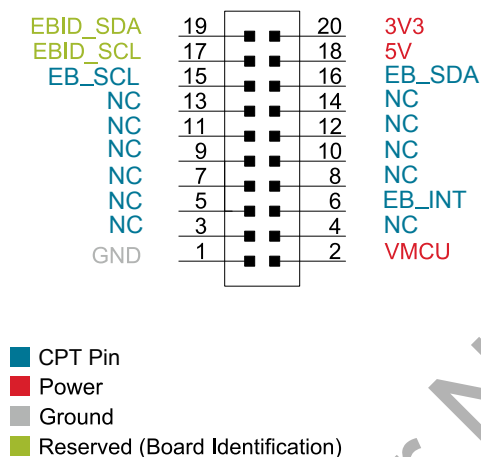 EBID_SDA 19 20 3V3
EBID_SCL 17 18 5V
EB_SCL 15 16 EB_SDA
NC 13 14 NC
NC 11 12 NC
NC 9 10 NC
NC 7 8 NC
NC 5 6 EB_INT
NC 3 4 NC
GND 1 2 VMCU
CPT Pin
Power
Ground
Reserved (Board Identification)